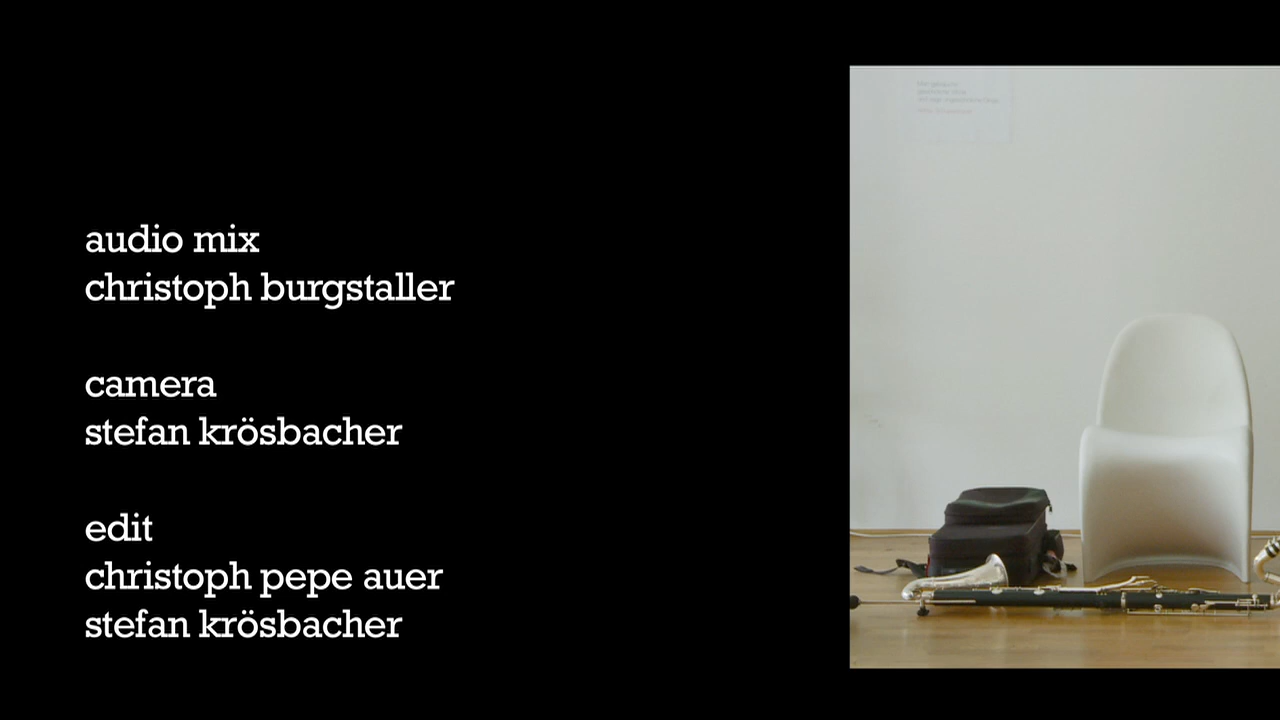 audio mix
christoph burgstaller
camera
stefan krösbacher
edit
christoph pepe auer
stefan krösbacher